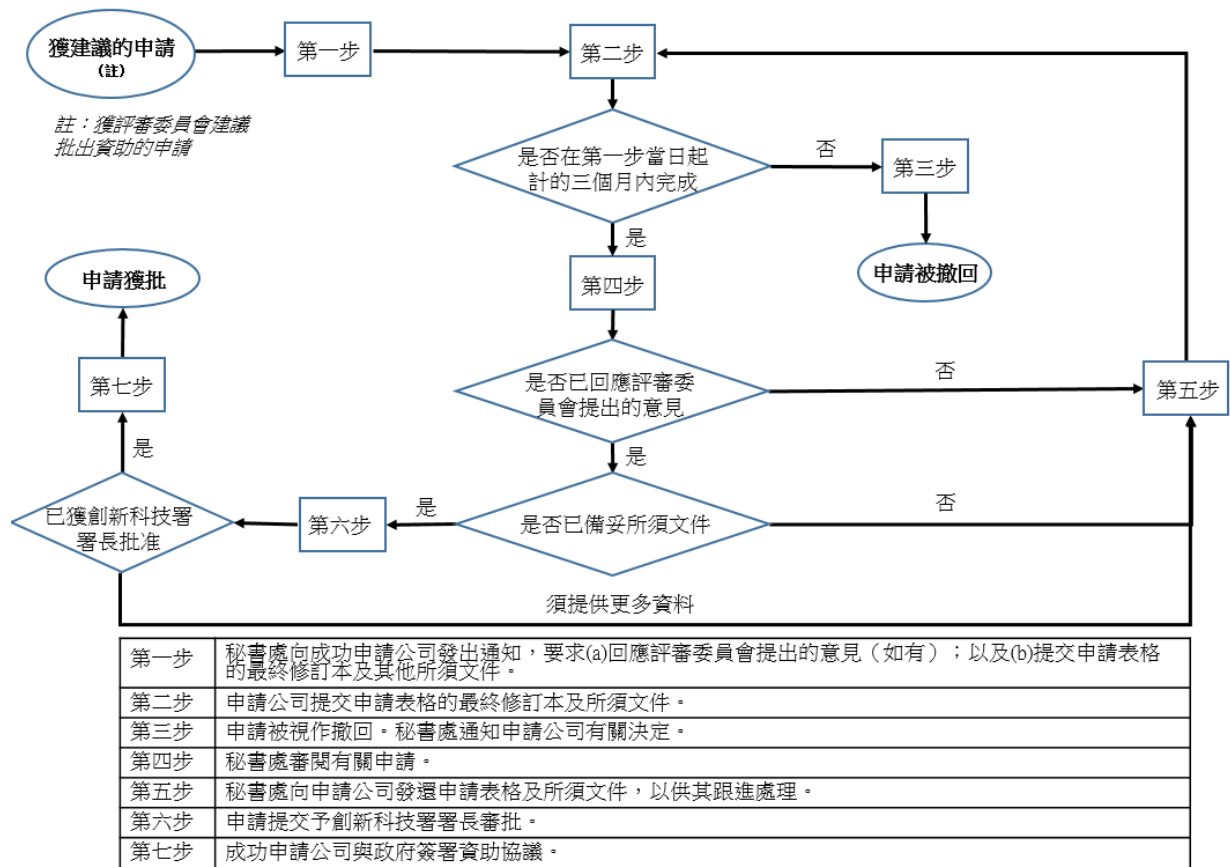 獲建議的申請
(註)
第一步
第二步
註：獲評審委員會建議
批出資助的申請
是否在第一步當日起
計的三個月內完成
否
第三步
是
申請獲批
第四步
申請被撤回
第七步
是否已回應評審委
員會提出的意見
否
第五步
是
是
已獲創新科技署
署長批准
第六步
是
是否已備妥所須文件
否
須提供更多資料
第一步 秘書處向成功申請公司發出通知，要求(a)回應評審委員會提出的意見（如有）；以及(b)提交申請表格
的最終修訂本及其他所須文件。
第二步 申請公司提交申請表格的最終修訂本及所須文件。
第三步 申請被視作撤回。秘書處通知申請公司有關決定。
第四步 秘書處審閱有關申請。
第五步 秘書處向申請公司發還申請表格及所須文件，以供其跟進處理。
第六步 申請提交予創新科技署署長審批。
第七步 成功申請公司與政府簽署資助協議。